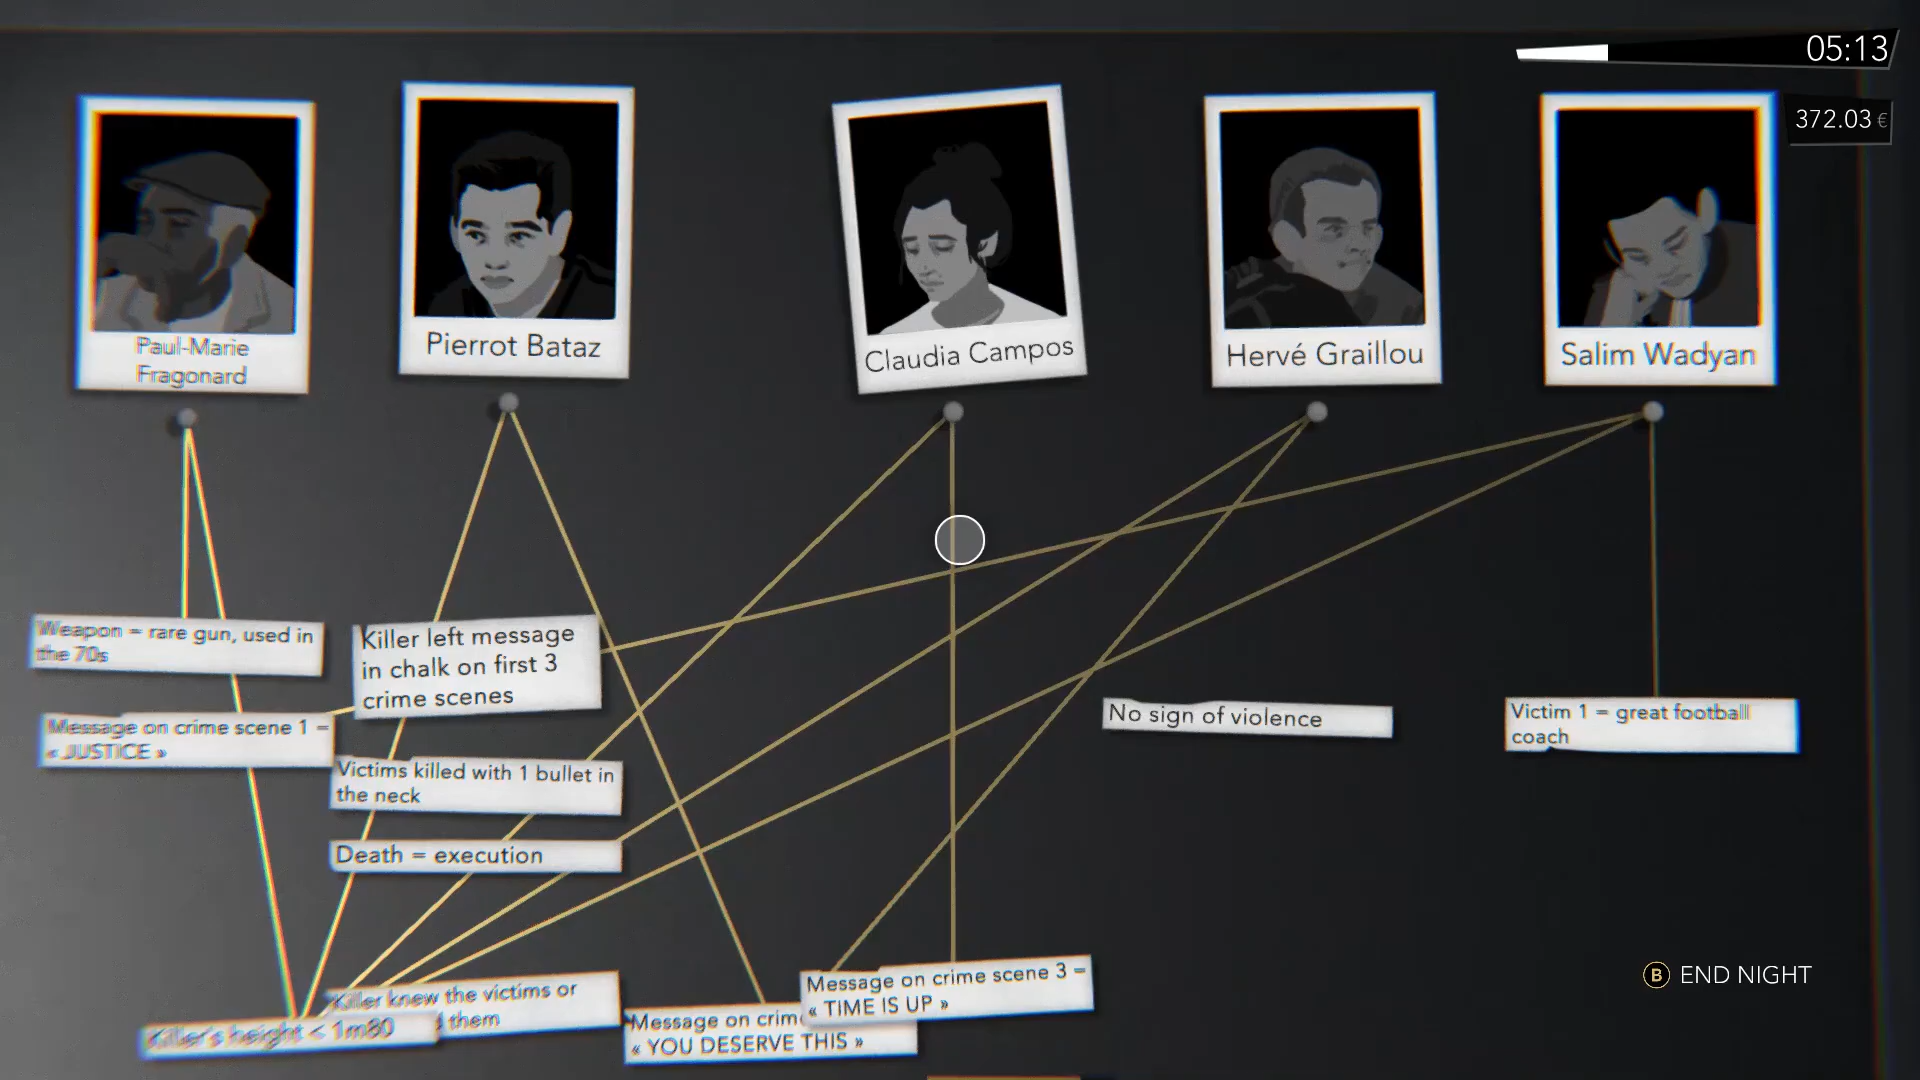 05:13
372.03 €
Paul-Marie
Fragonard
Pierrot Bataz
Claudia Campos
Hervé Graillou
Salim Wadyan
Weapon = rare gun, used in
the 70s
Killer left message
in chalk on first 3
crime scenes
Message on crime scene 1 =
« JUSTICE »
No sign of violence
Victim 1 = great football
coach
Victims killed with 1 bullet in
the neck
Death = execution
Killer knew the victims or
them
Killer's height < 1m80
Message on crime
« YOU DESERVE THIS »
Message on crime scene 3 =
« TIME IS UP »
B END NIGHT